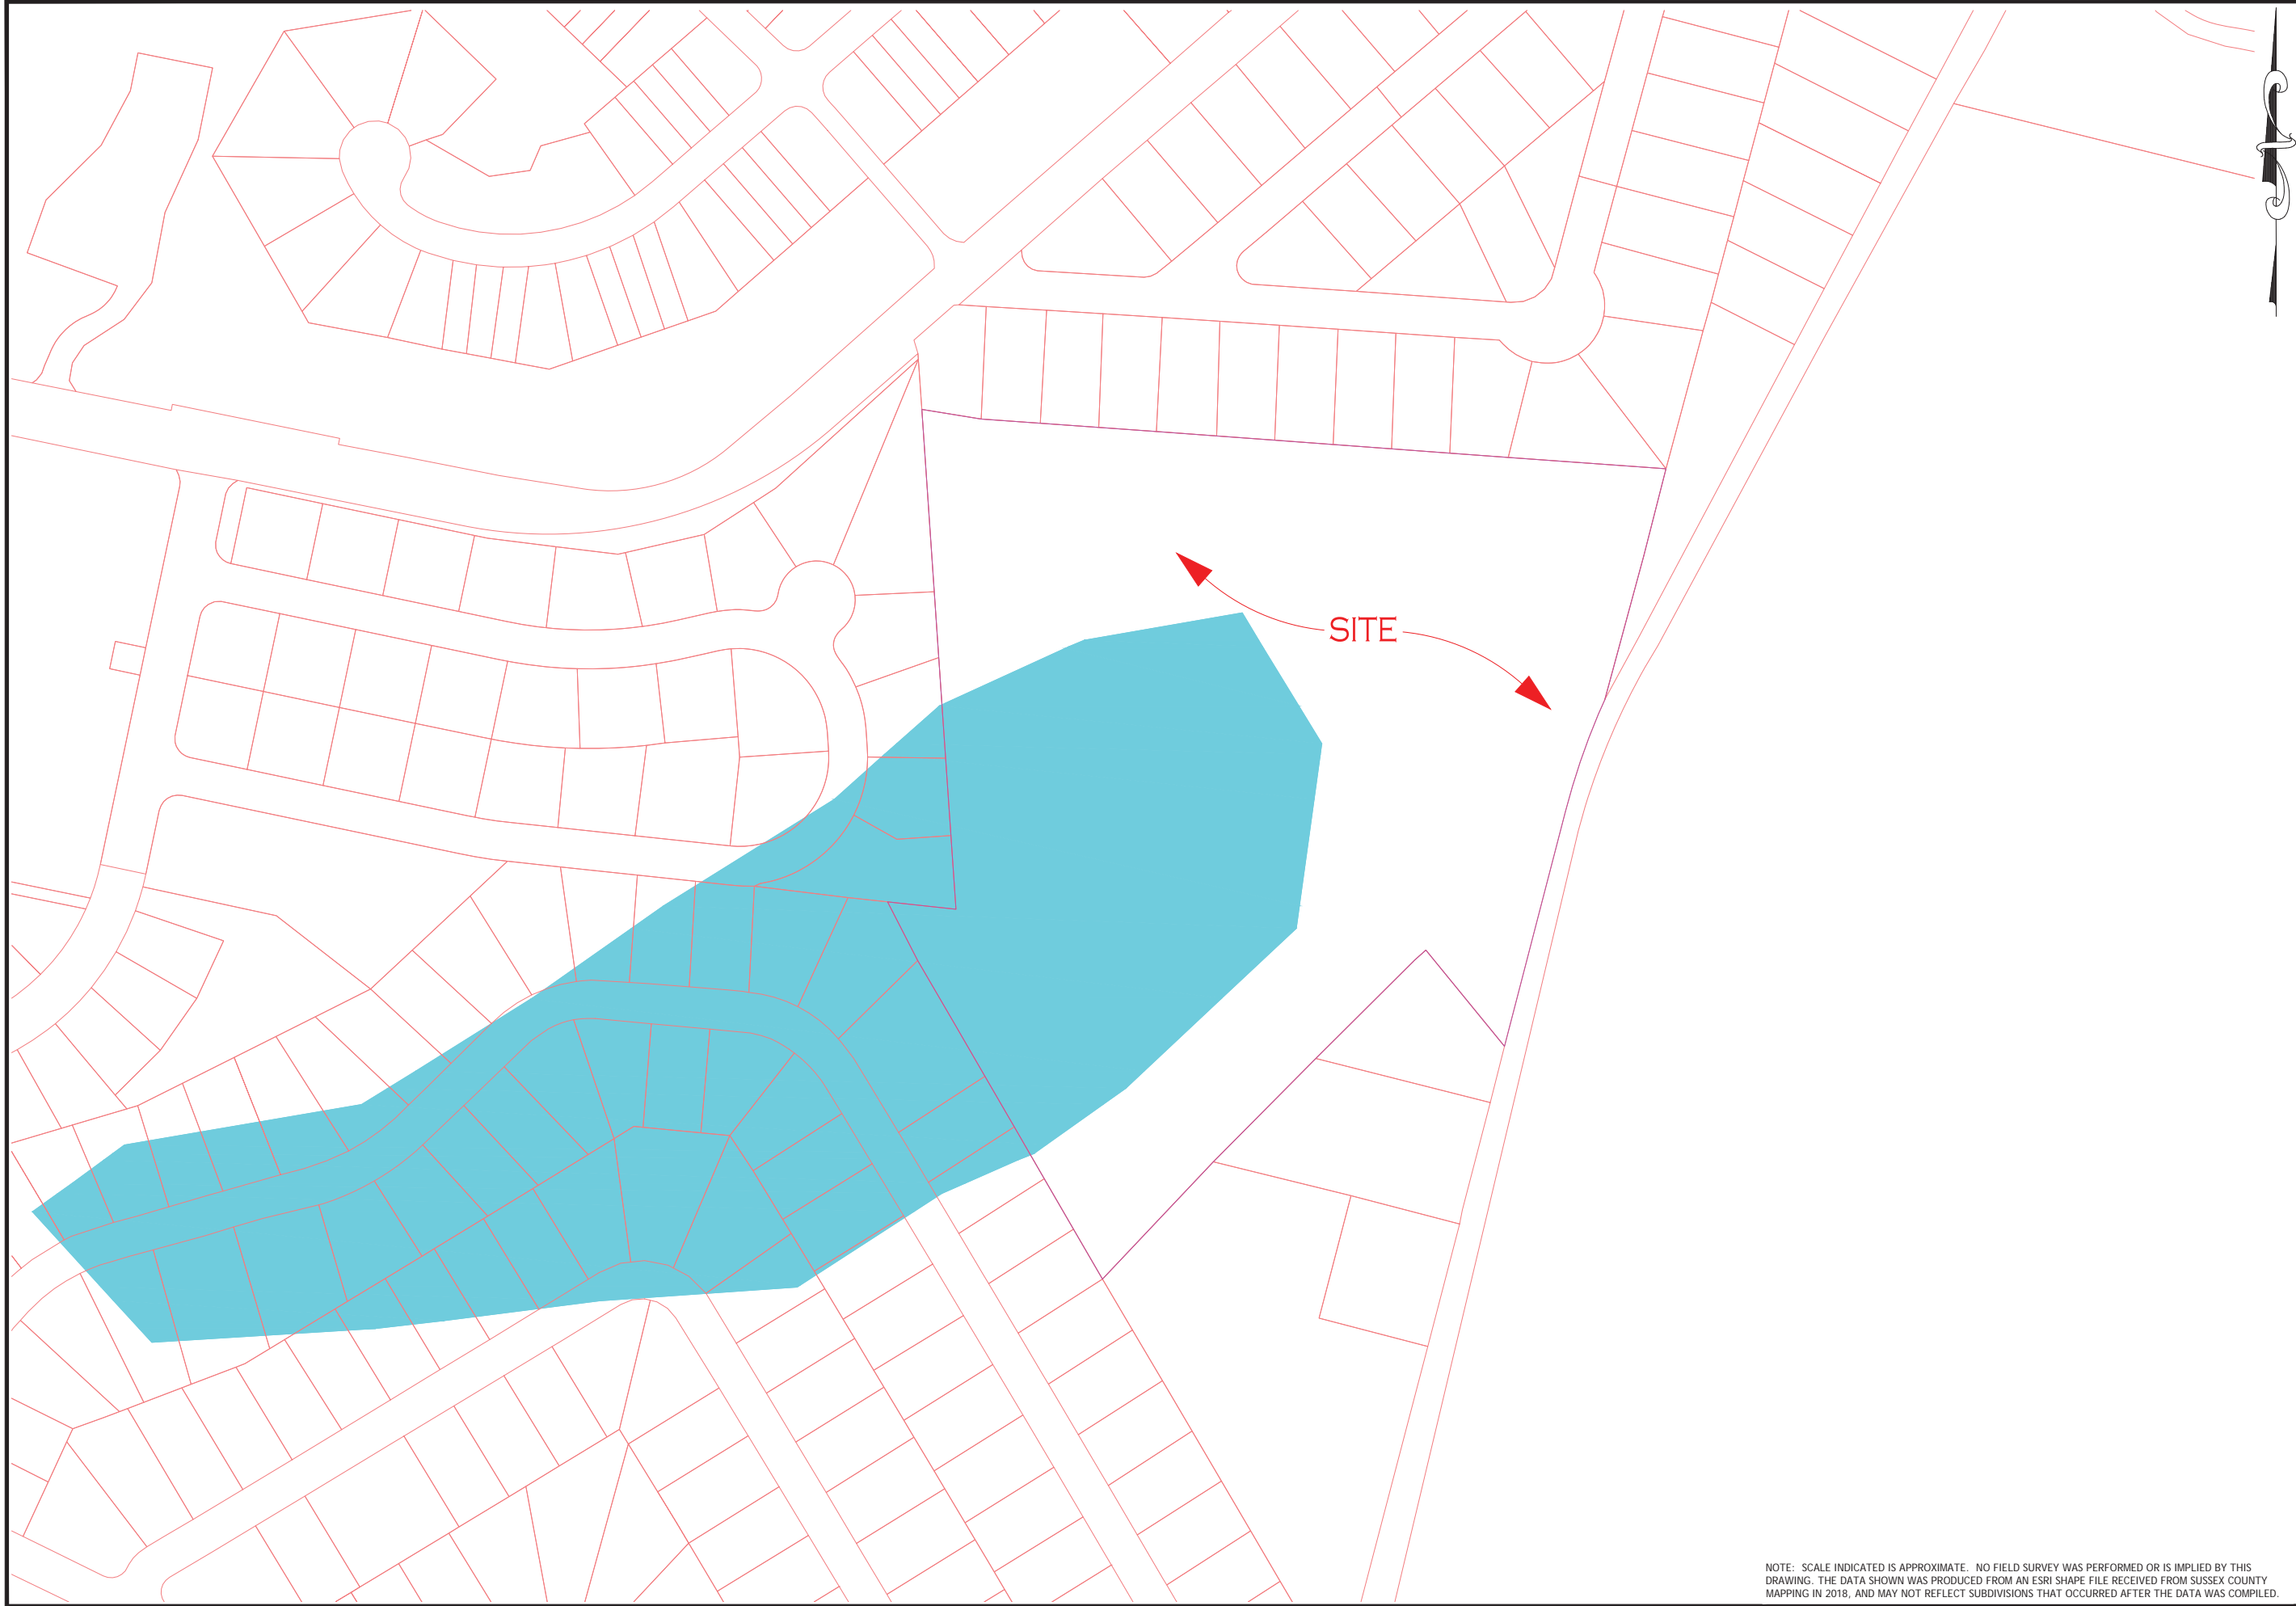 SITE
NOTE: SCALE INDICATED IS APPROXIMATE. NO FIELD SURVEY WAS PERFORMED OR IS IMPLIED BY THIS
DRAWING. THE DATA SHOWN WAS PRODUCED FROM AN ESRI SHAPE FILE RECEIVED FROM SUSSEX COUNTY
MAPPING IN 2018, AND MAY NOT REFLECT SUBDIVISIONS THAT OCCURRED AFTER THE DATA WAS COMPILED.